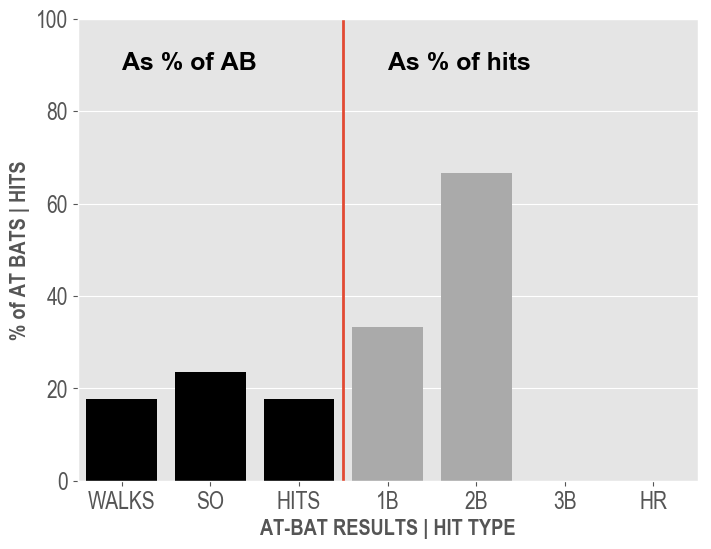 As % of AB
As % of hits
% of AT BATS | HITS
100
80
60
40
20
0
WALKS SO HITS 1B 2B 3B HR
AT-BAT RESULTS | HIT TYPE